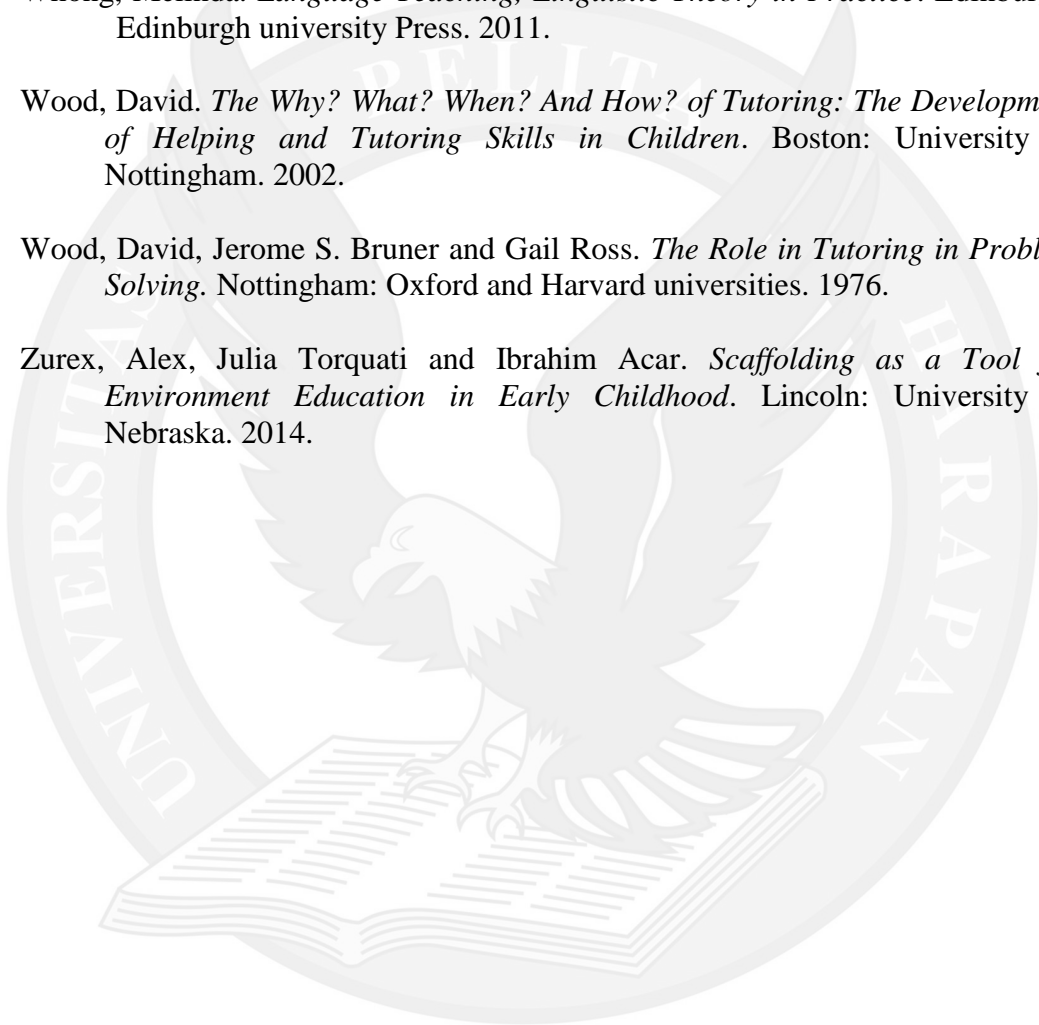 Edinburgh university Press. 2011.
Wood, David. The Why? What? When? And How? of Tutoring: The Developm
of Helping and Tutoring Skills in Children. Boston: University
Nottingham. 2002.
Wood, David, Jerome S. Bruner and Gail Ross. The Role in Tutoring in Probl
Solving. Nottingham: Oxford and Harvard universities. 1976.
Zurex, Alex, Julia Torquati and Ibrahim Acar. Scaffolding as a Tool
Environment Education in Early Childhood. Lincoln: University
Nebraska. 2014.
UNIVERSITAS PELITA HARAPAN